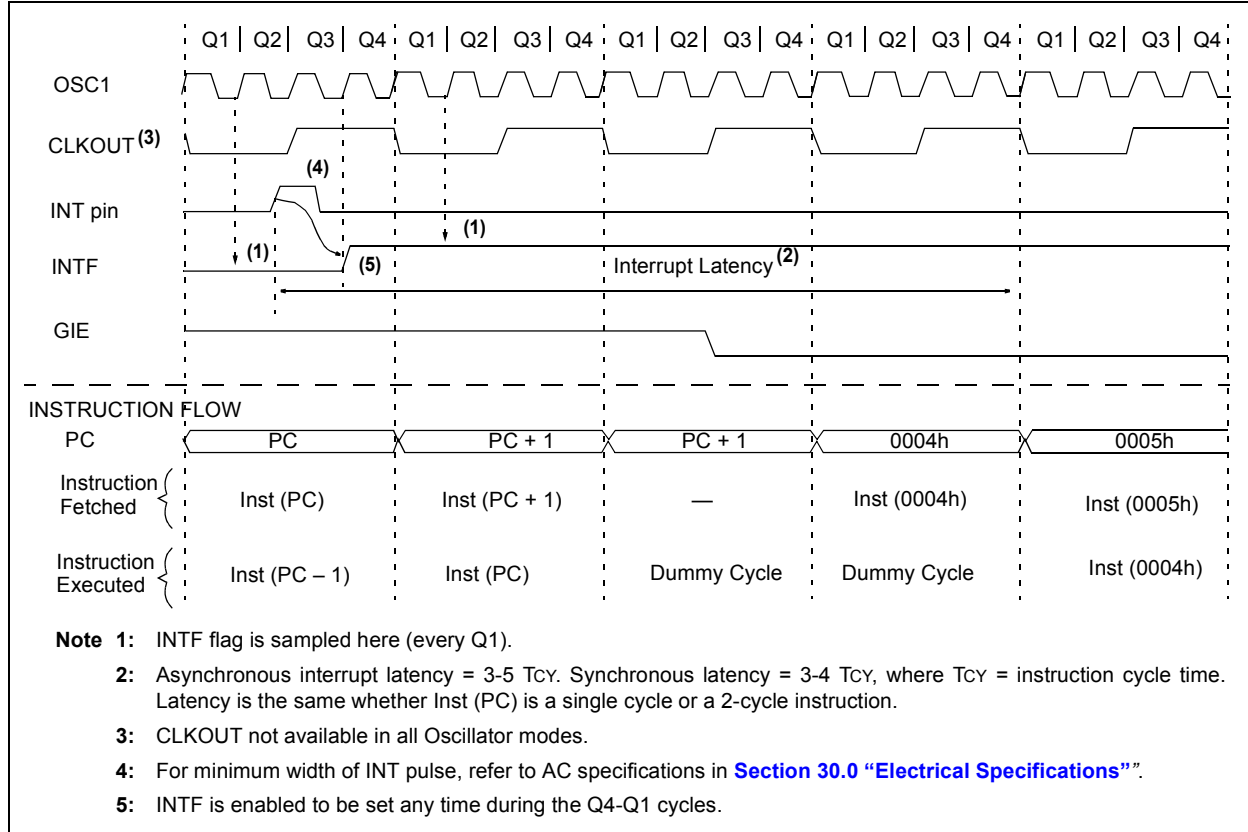 Q1 Q2 Q3 Q4 Q1 Q2 Q3 Q4 Q1 Q2 Q3 Q4 Q1 Q2 Q3 Q4 Q1 Q2 Q3 Q4
OSC1
CLKOUT (3)
(4)
INT pin
(1)
(1)
INTF
(5)
Interrupt Latency (2)
GIE
INSTRUCTION FLOW
PC PC PC + 1 PC + 1 0004h 0005h
Instruction
Fetched
Inst (PC) Inst (PC + 1) — Inst (0004h) Inst (0005h)
Instruction
Executed
Inst (PC – 1) Inst (PC) Dummy Cycle Dummy Cycle Inst (0004h)
Note 1: INTF flag is sampled here (every Q1).
2: Asynchronous interrupt latency = 3-5 TCY. Synchronous latency = 3-4 TCY, where TCY = instruction cycle time.
Latency is the same whether Inst (PC) is a single cycle or a 2-cycle instruction.
3: CLKOUT not available in all Oscillator modes.
4: For minimum width of INT pulse, refer to AC specifications in Section 30.0 “Electrical Specifications””.
5: INTF is enabled to be set any time during the Q4-Q1 cycles.